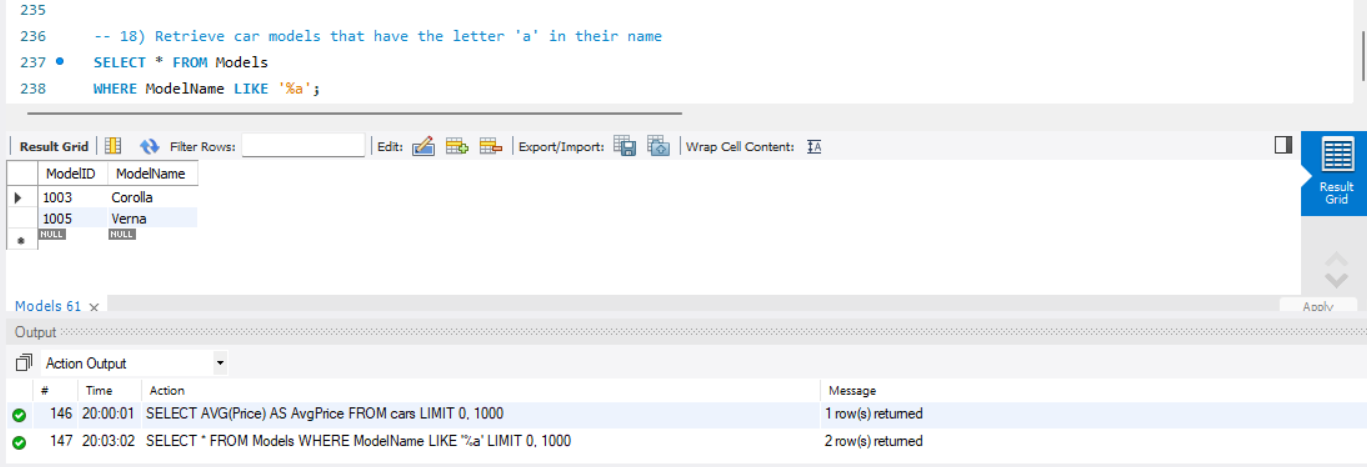 235
236 -- 18) Retrieve car models that have the letter 'a' in their name
237 SELECT * FROM Models
238 WHERE ModelName LIKE '%a';
Result Grid Filter Rows: Edit: Export/Import: Wrap Cell Content: IA
ModelID ModelName
1003 Corolla
1005 Verna
NULL NULL
Result
Grid
Models 61 ×
Apply
Output
Action Output
# Time Action Message
146 20:00:01 SELECT AVG(Price) AS AvgPrice FROM cars LIMIT 0, 1000 1 row(s) returned
147 20:03:02 SELECT * FROM Models WHERE ModelName LIKE '%a' LIMIT 0, 1000 2 row(s) returned